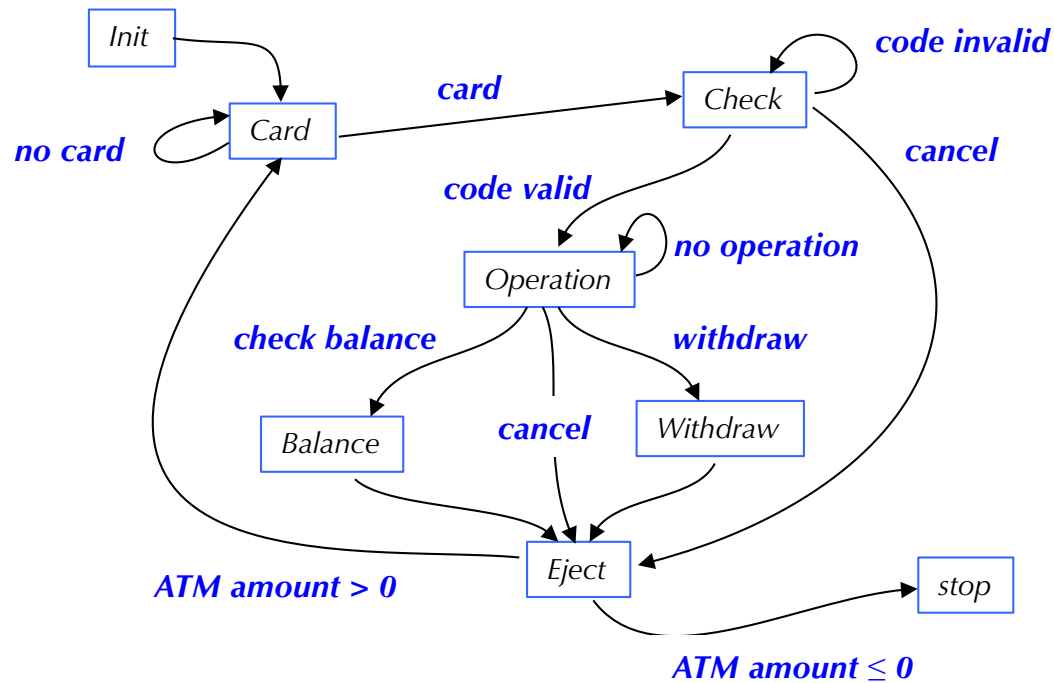 Init
code invalid
card
Check
Card
no card
cancel
code valid
no operation
Operation
check balance
withdraw
Balance
cancel
Withdraw
Eject
stop
ATM amount > 0
ATM amount ≤ 0